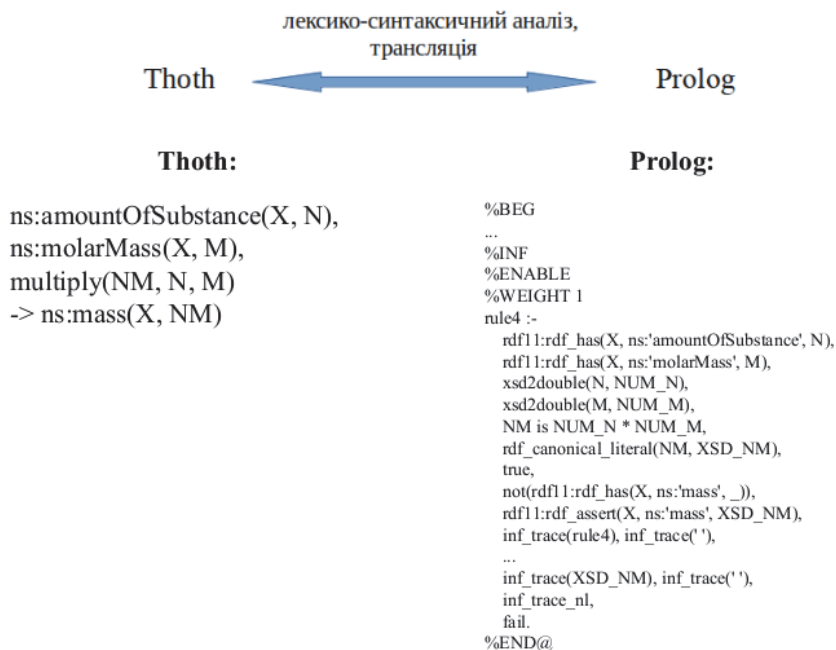 лексико-синтаксичний аналіз,
трансляція
Thoth
Prolog
Thoth:
ns:amountOfSubstance(X, N),
ns:molarMass(X, M),
multiply(NM, N, M)
-> ns:mass(X, NM)
Prolog:
%BEG
...
%INF
%ENABLE
%WEIGHT 1
rule4 :-
rdf11:rdf_has(X, ns:'amountOfSubstance', N),
rdf11:rdf_has(X, ns:'molarMass', M),
xsd2double(N, NUM_N),
xsd2double(M, NUM_M),
NM is NUM_N * NUM_M,
rdf_canonical_literal(NM, XSD_NM),
true,
not(rdf11:rdf_has(X, ns:'mass', _)),
rdf11:rdf_assert(X, ns:'mass', XSD_NM),
inf_trace(rule4), inf_trace(' '),
...
inf_trace(XSD_NM), inf_trace(' '),
inf_trace_nl,
fail.
%END@